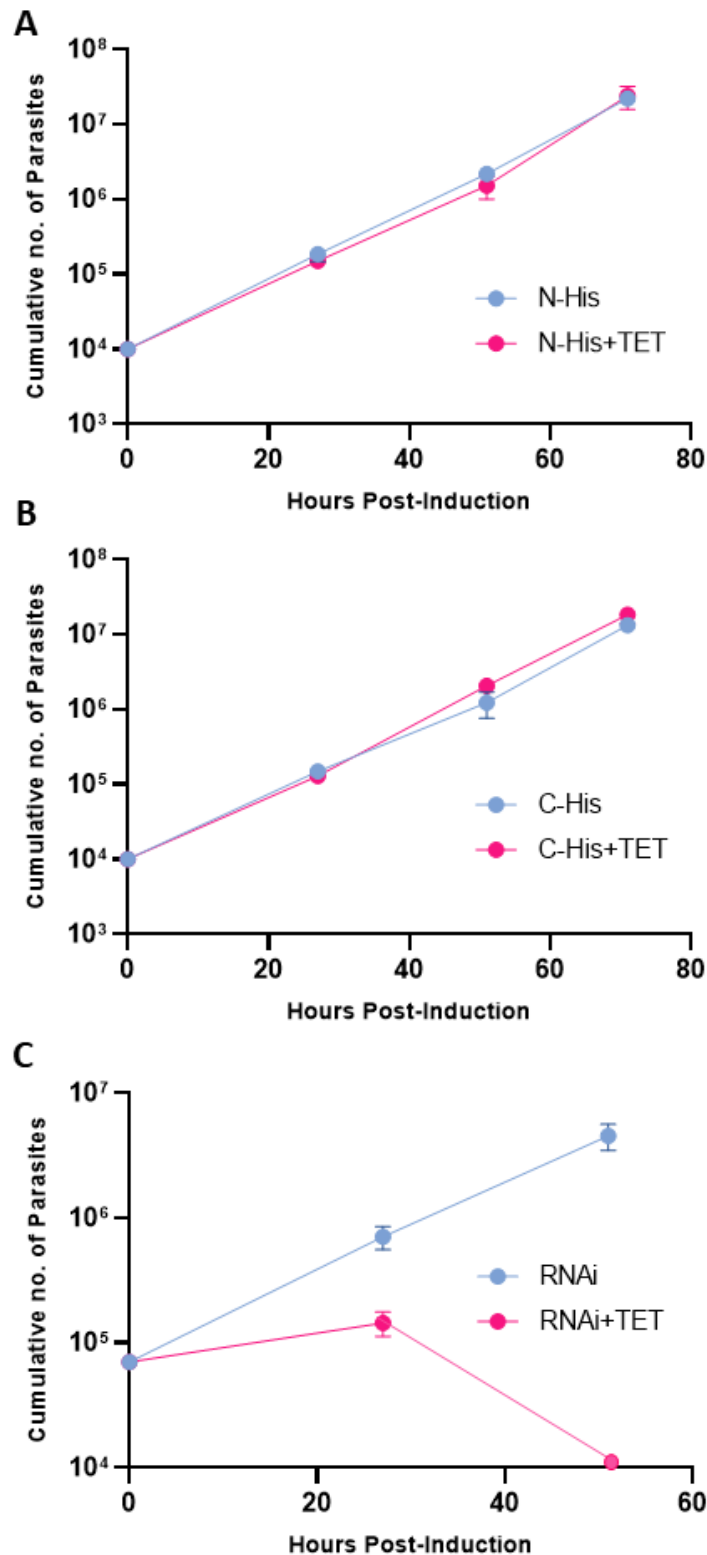 A
Cumulative no. of Parasites
10⁸
10⁷
10⁶
10⁵
10⁴
10³
N-His
N-His+TET
0 20 40 60 80
Hours Post-Induction
B
Cumulative no. of Parasites
10⁸
10⁷
10⁶
10⁵
10⁴
10³
C-His
C-His+TET
0 20 40 60 80
Hours Post-Induction
C
Cumulative no. of Parasites
10⁷
10⁶
10⁵
10⁴
RNAi
RNAi+TET
0 20 40 60
Hours Post-Induction